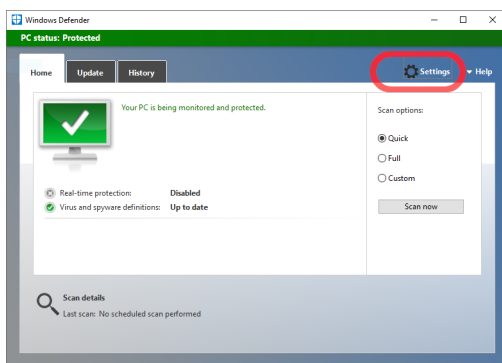 Windows Defender
PC status: Protected
Home Update History Settings Help
Your PC is being monitored and protected.
Scan options:
Quick
Full
Custom
Real-time protection: Disabled
Virus and spyware definitions: Up to date
Scan now
Scan details
Last scan: No scheduled scan performed